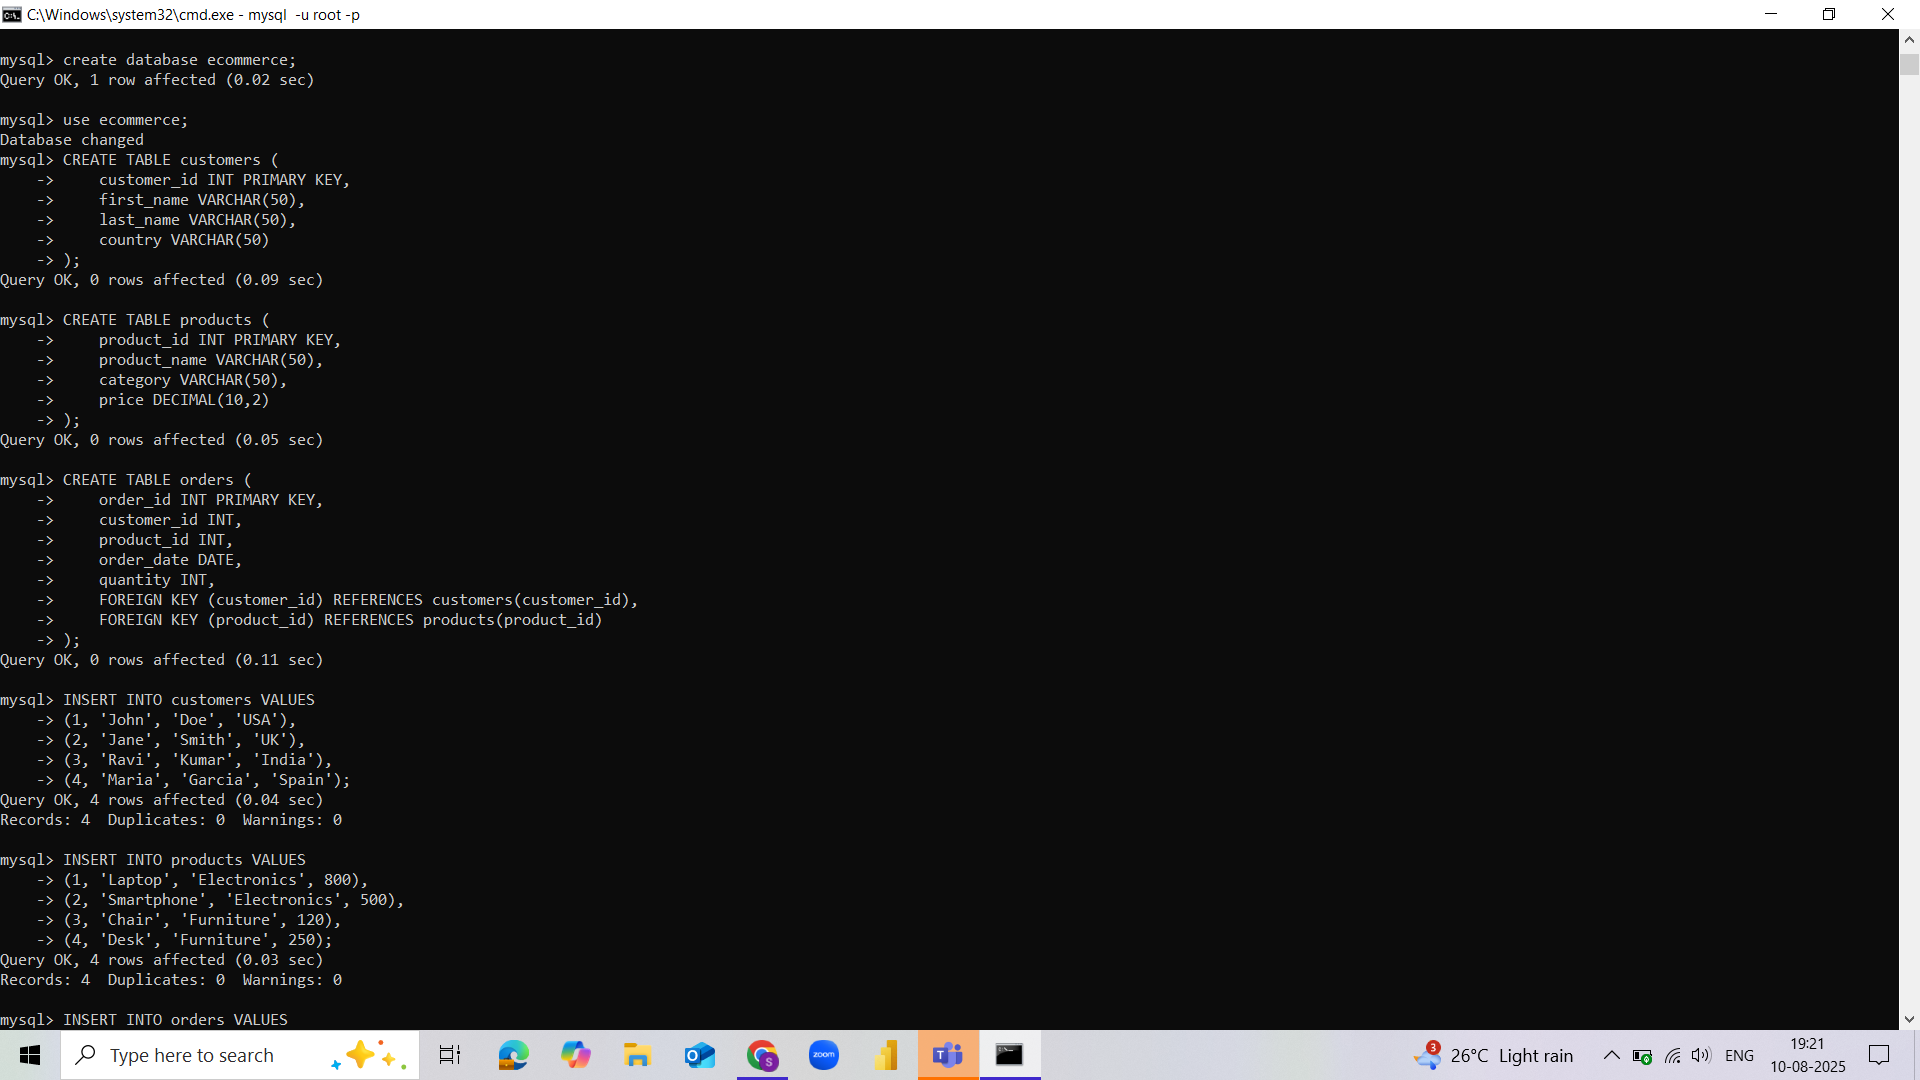 C:\Windows\system32\cmd.exe - mysql  -u root -p
mysql> create database ecommerce;
Query OK, 1 row affected (0.02 sec)
mysql> use ecommerce;
Database changed
mysql> CREATE TABLE customers (
    ->     customer_id INT PRIMARY KEY,
    ->     first_name VARCHAR(50),
    ->     last_name VARCHAR(50),
    ->     country VARCHAR(50)
    -> );
Query OK, 0 rows affected (0.09 sec)
mysql> CREATE TABLE products (
    ->     product_id INT PRIMARY KEY,
    ->     product_name VARCHAR(50),
    ->     category VARCHAR(50),
    ->     price DECIMAL(10,2)
    -> );
Query OK, 0 rows affected (0.05 sec)
mysql> CREATE TABLE orders (
    ->     order_id INT PRIMARY KEY,
    ->     customer_id INT,
    ->     product_id INT,
    ->     order_date DATE,
    ->     quantity INT,
    ->     FOREIGN KEY (customer_id) REFERENCES customers(customer_id),
    ->     FOREIGN KEY (product_id) REFERENCES products(product_id)
    -> );
Query OK, 0 rows affected (0.11 sec)
mysql> INSERT INTO customers VALUES
    -> (1, 'John', 'Doe', 'USA'),
    -> (2, 'Jane', 'Smith', 'UK'),
    -> (3, 'Ravi', 'Kumar', 'India'),
    -> (4, 'Maria', 'Garcia', 'Spain');
Query OK, 4 rows affected (0.04 sec)
Records: 4  Duplicates: 0  Warnings: 0
mysql> INSERT INTO products VALUES
    -> (1, 'Laptop', 'Electronics', 800),
    -> (2, 'Smartphone', 'Electronics', 500),
    -> (3, 'Chair', 'Furniture', 120),
    -> (4, 'Desk', 'Furniture', 250);
Query OK, 4 rows affected (0.03 sec)
Records: 4  Duplicates: 0  Warnings: 0
mysql> INSERT INTO orders VALUES
Type here to search
S
zoom
T
3
26°C  Light rain
ENG
19:21
10-08-2025